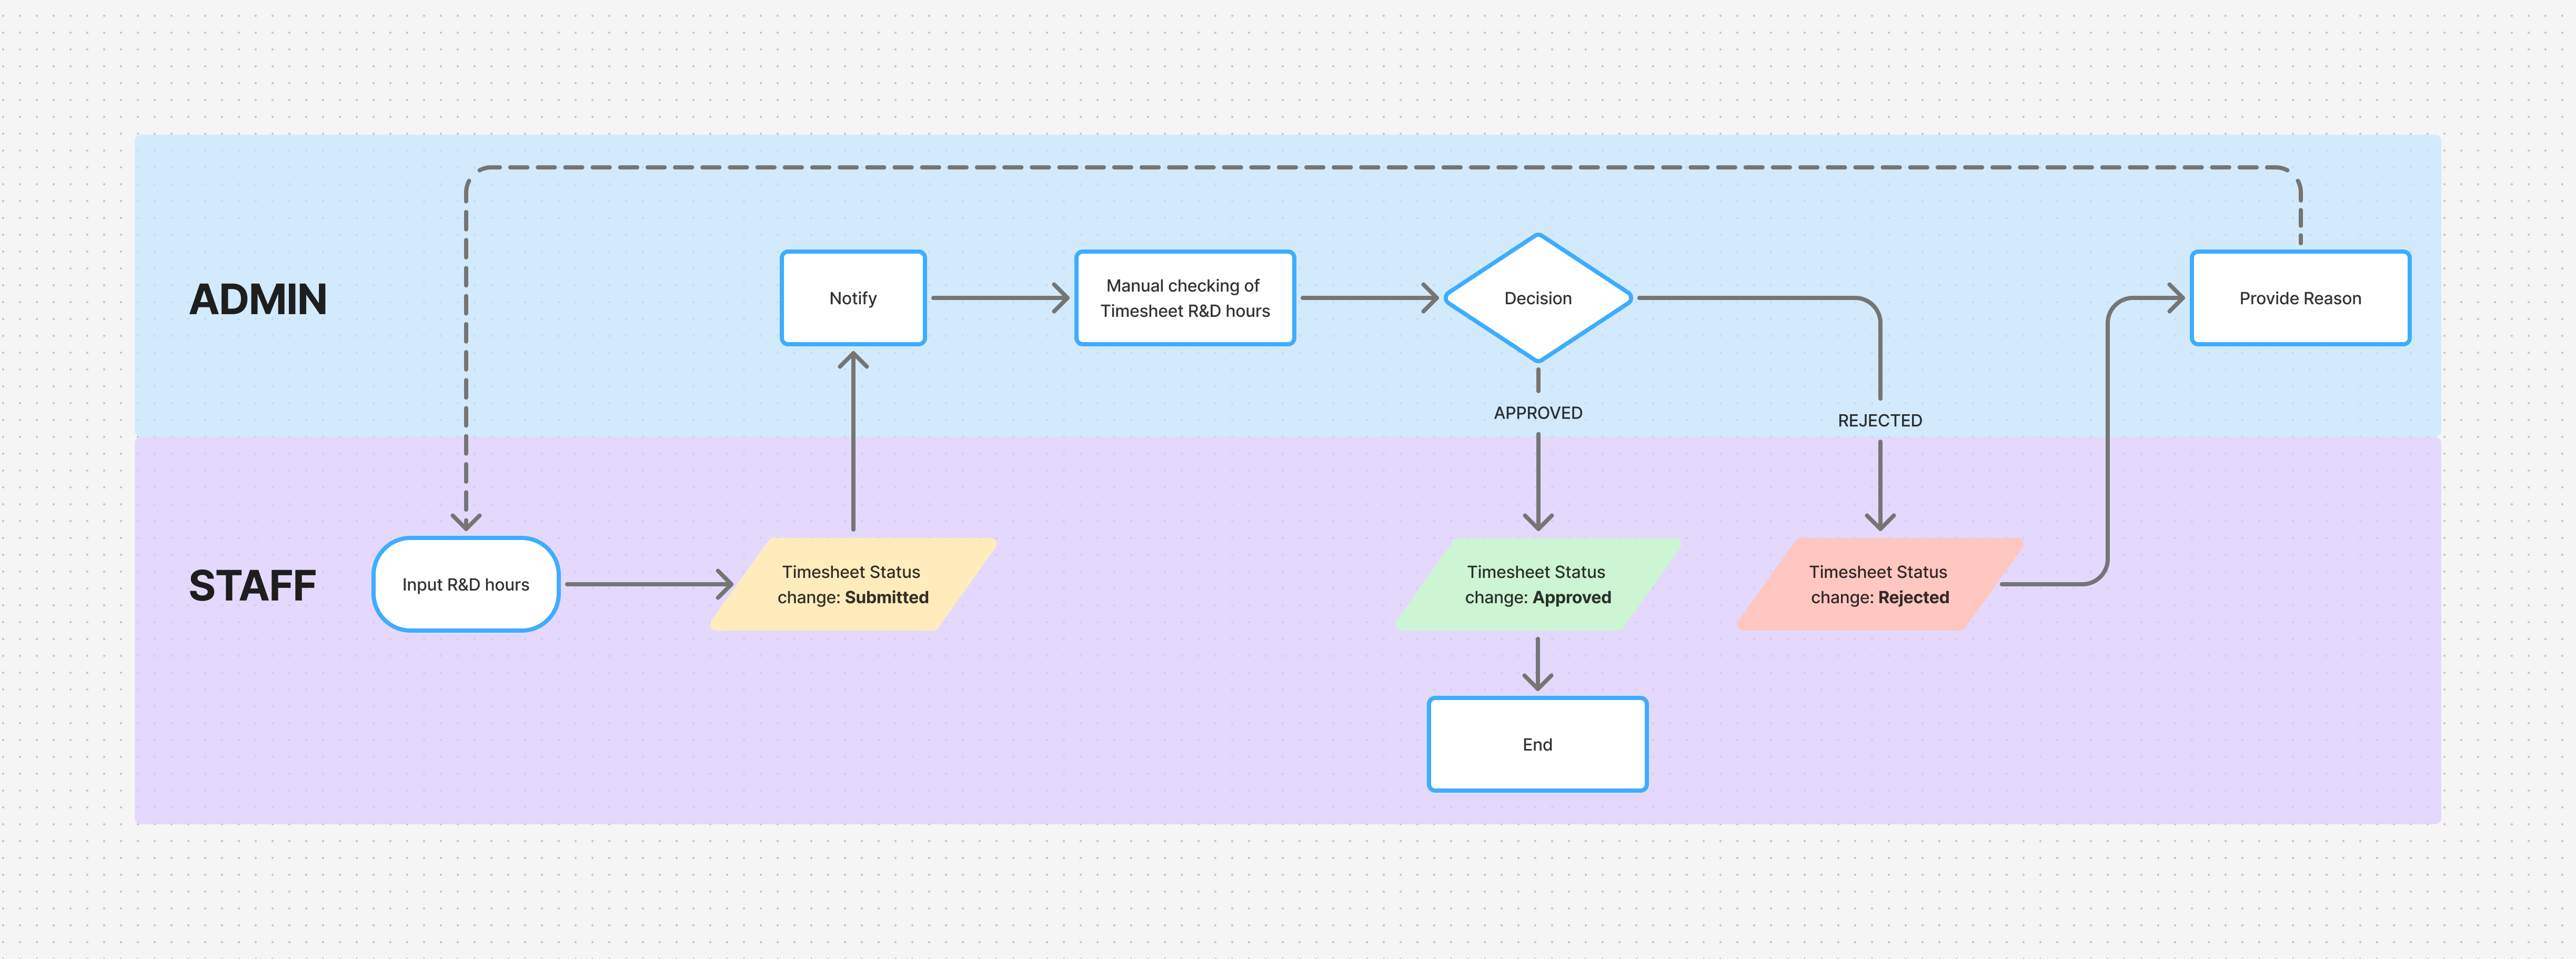 ADMIN
Notify
Manual checking of
Timesheet R&D hours
Decision
Provide Reason
APPROVED
REJECTED
STAFF
Input R&D hours
Timesheet Status
change: Submitted
Timesheet Status
change: Approved
Timesheet Status
change: Rejected
End